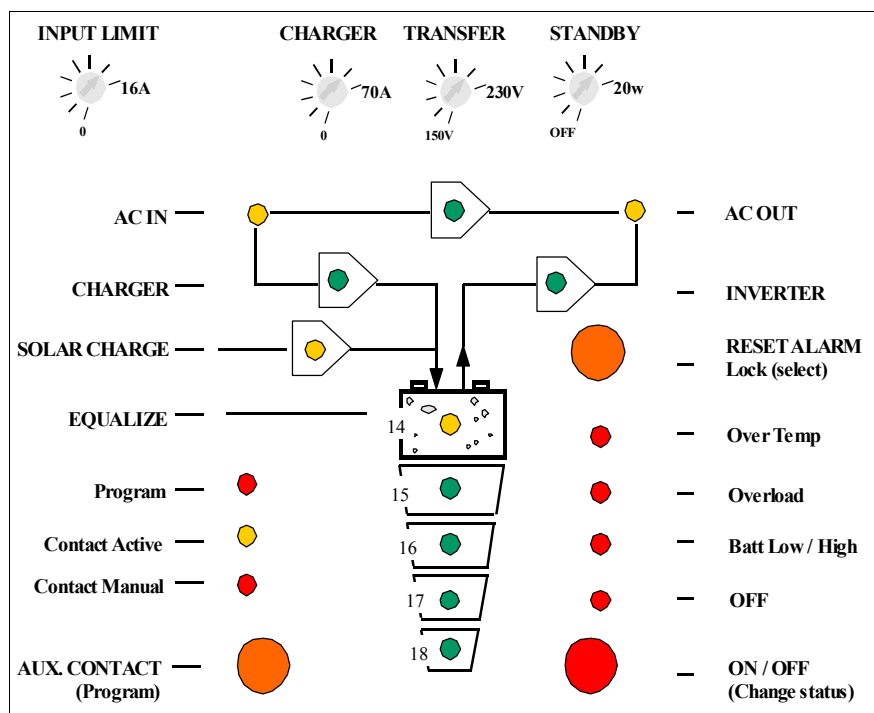 INPUT LIMIT
CHARGER
TRANSFER
STANDBY
16A
70A
230V
20w
0
0
150V
OFF
AC IN
AC OUT
CHARGER
INVERTER
SOLAR CHARGE
RESET ALARM
Lock (select)
EQUALIZE
14
Over Temp
Program
15
Overload
Contact Active
16
Batt Low / High
Contact Manual
17
OFF
18
AUX. CONTACT
(Program)
ON / OFF
(Change status)